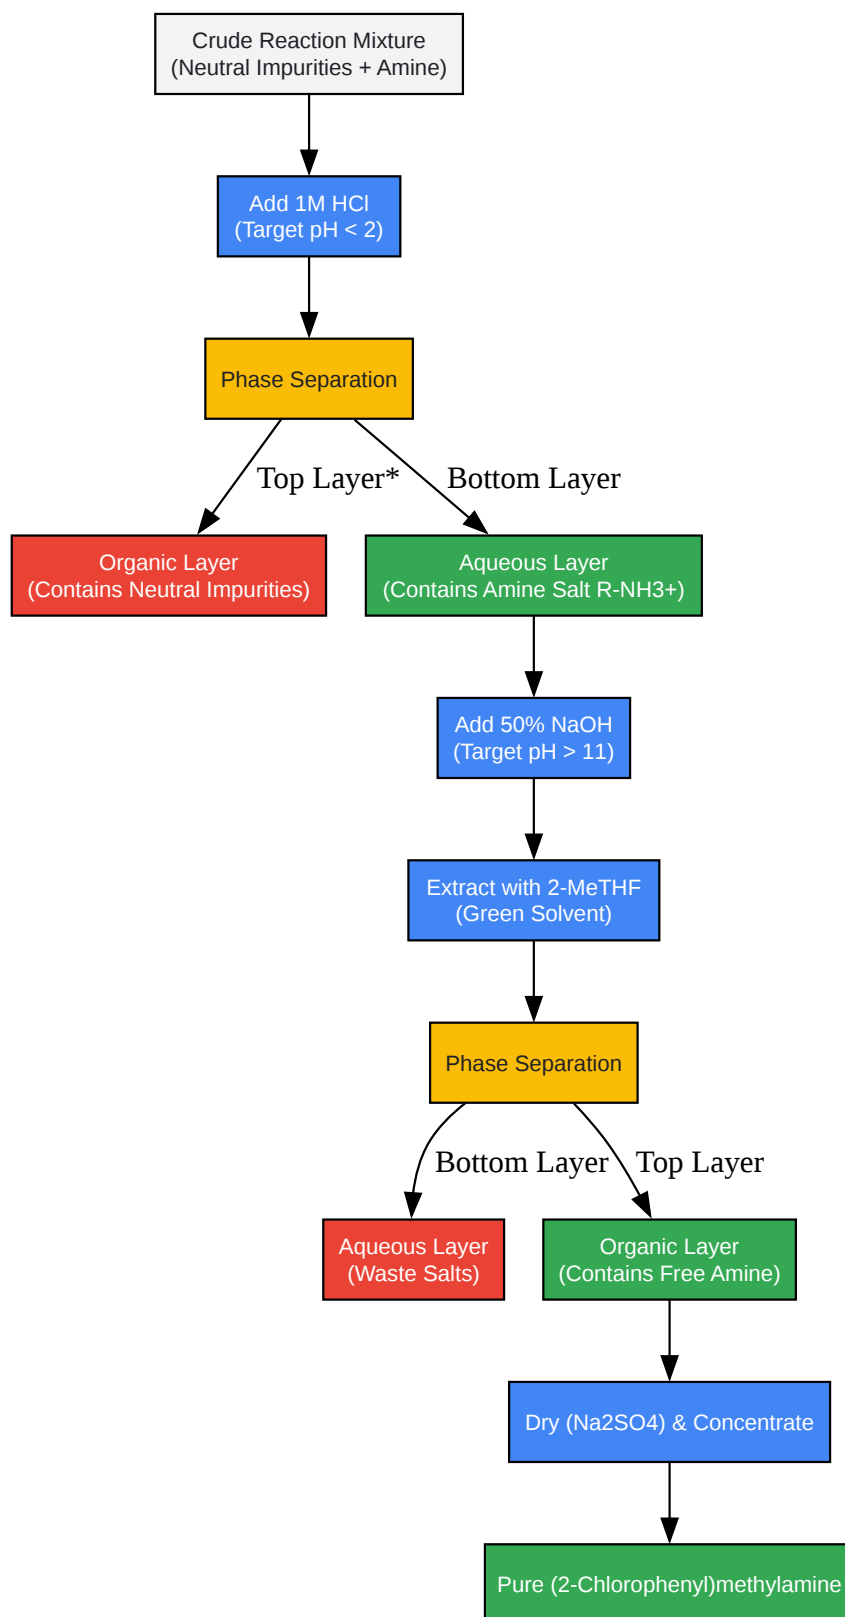 Crude Reaction Mixture
(Neutral Impurities + Amine)
Add 1M HCl
(Target pH < 2)
Phase Separation
Top Layer*
Bottom Layer
Organic Layer
(Contains Neutral Impurities)
Aqueous Layer
(Contains Amine Salt R-NH3+)
Add 50% NaOH
(Target pH > 11)
Extract with 2-MeTHF
(Green Solvent)
Phase Separation
Bottom Layer
Top Layer
Aqueous Layer
(Waste Salts)
Organic Layer
(Contains Free Amine)
Dry (Na2SO4) & Concentrate
Pure (2-Chlorophenyl)methylamine